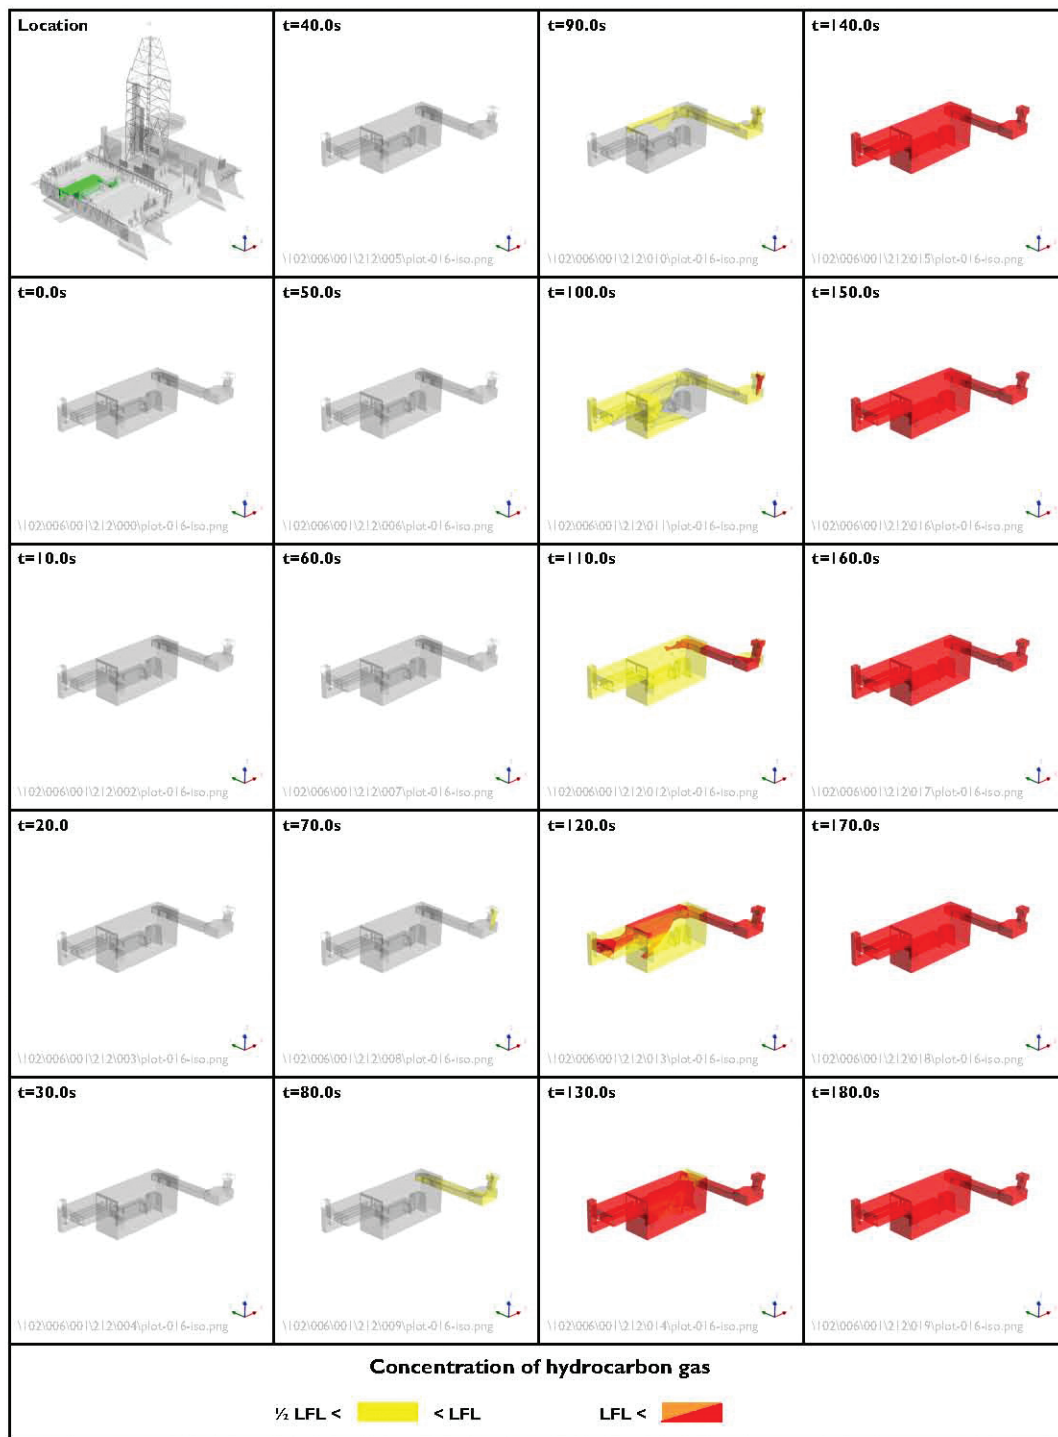 Location
t=0.0s
\102\006\001\212\000\plot-016-iso.png
t=10.0s
\102\006\001\212\002\plot-016-iso.png
t=20.0
\102\006\001\212\003\plot-016-iso.png
t=30.0s
\102\006\001\212\004\plot-016-iso.png
t=40.0s
\102\006\001\212\005\plot-016-iso.png
t=50.0s
\102\006\001\212\006\plot-016-iso.png
t=60.0s
\102\006\001\212\007\plot-016-iso.png
t=70.0s
\102\006\001\212\008\plot-016-iso.png
t=80.0s
\102\006\001\212\009\plot-016-iso.png
t=90.0s
\102\006\001\212\010\plot-016-iso.png
t=100.0s
\102\006\001\212\011\plot-016-iso.png
t=110.0s
\102\006\001\212\012\plot-016-iso.png
t=120.0s
\102\006\001\212\013\plot-016-iso.png
t=130.0s
\102\006\001\212\014\plot-016-iso.png
t=140.0s
\102\006\001\212\015\plot-016-iso.png
t=150.0s
\102\006\001\212\016\plot-016-iso.png
t=160.0s
\102\006\001\212\017\plot-016-iso.png
t=170.0s
\102\006\001\212\018\plot-016-iso.png
t=180.0s
\102\006\001\212\019\plot-016-iso.png
Concentration of hydrocarbon gas
½ LFL < < LFL LFL <